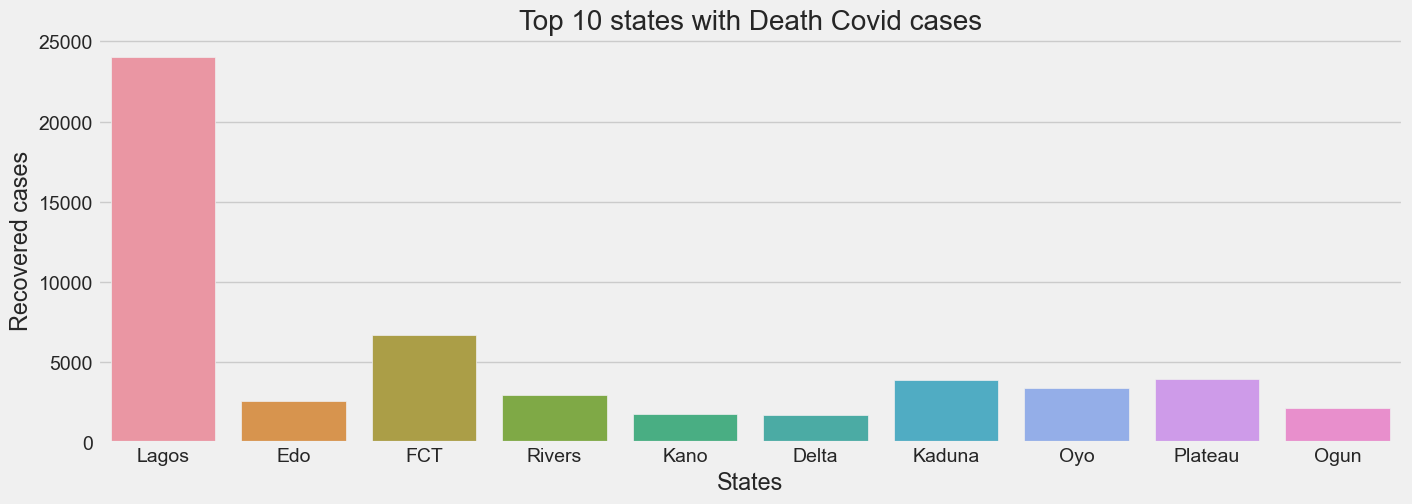 Top 10 states with Death Covid cases
25000
20000
15000
10000
5000
0
Recovered cases
Lagos Edo FCT Rivers Kano Delta Kaduna Oyo Plateau Ogun
States